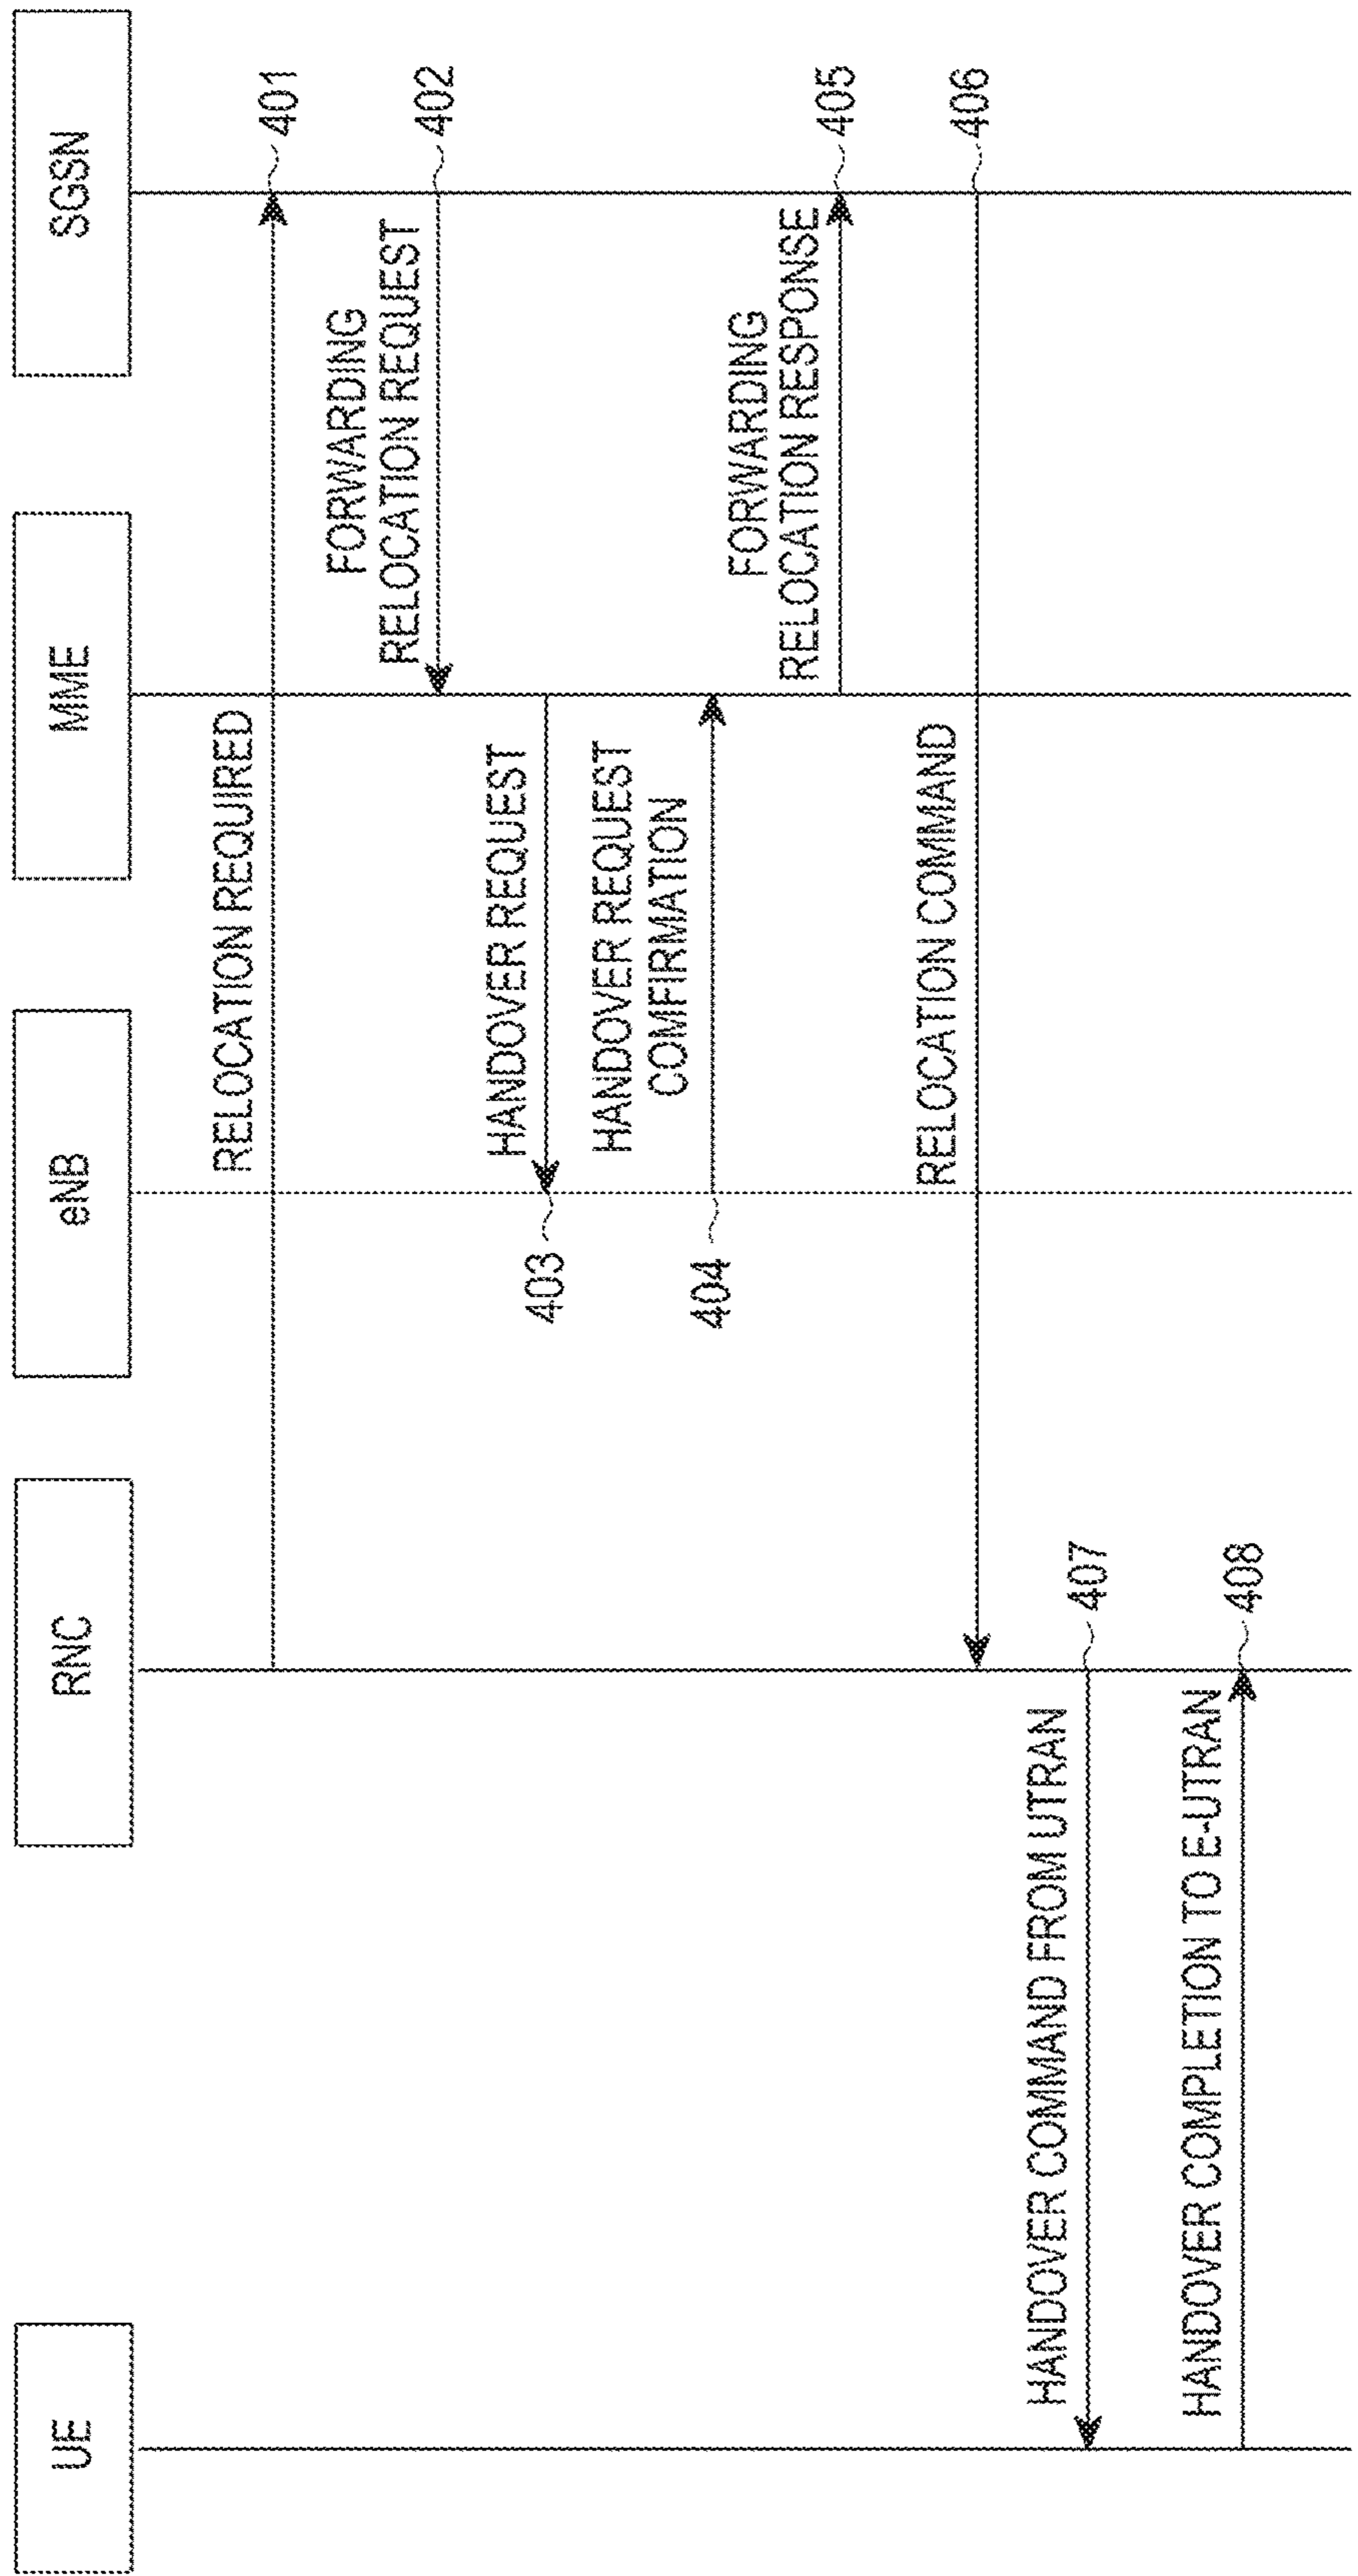 UE
RNC
eNB
MME
SGSN
RELOCATION REQUIRED
401
FORWARDING
RELOCATION REQUEST
402
HANDOVER REQUEST
403
HANDOVER REQUEST
COMFIRMATION
404
FORWARDING
RELOCATION RESPONSE
405
RELOCATION COMMAND
406
HANDOVER COMMAND FROM UTRAN
407
HANDOVER COMPLETION TO E-UTRAN
408